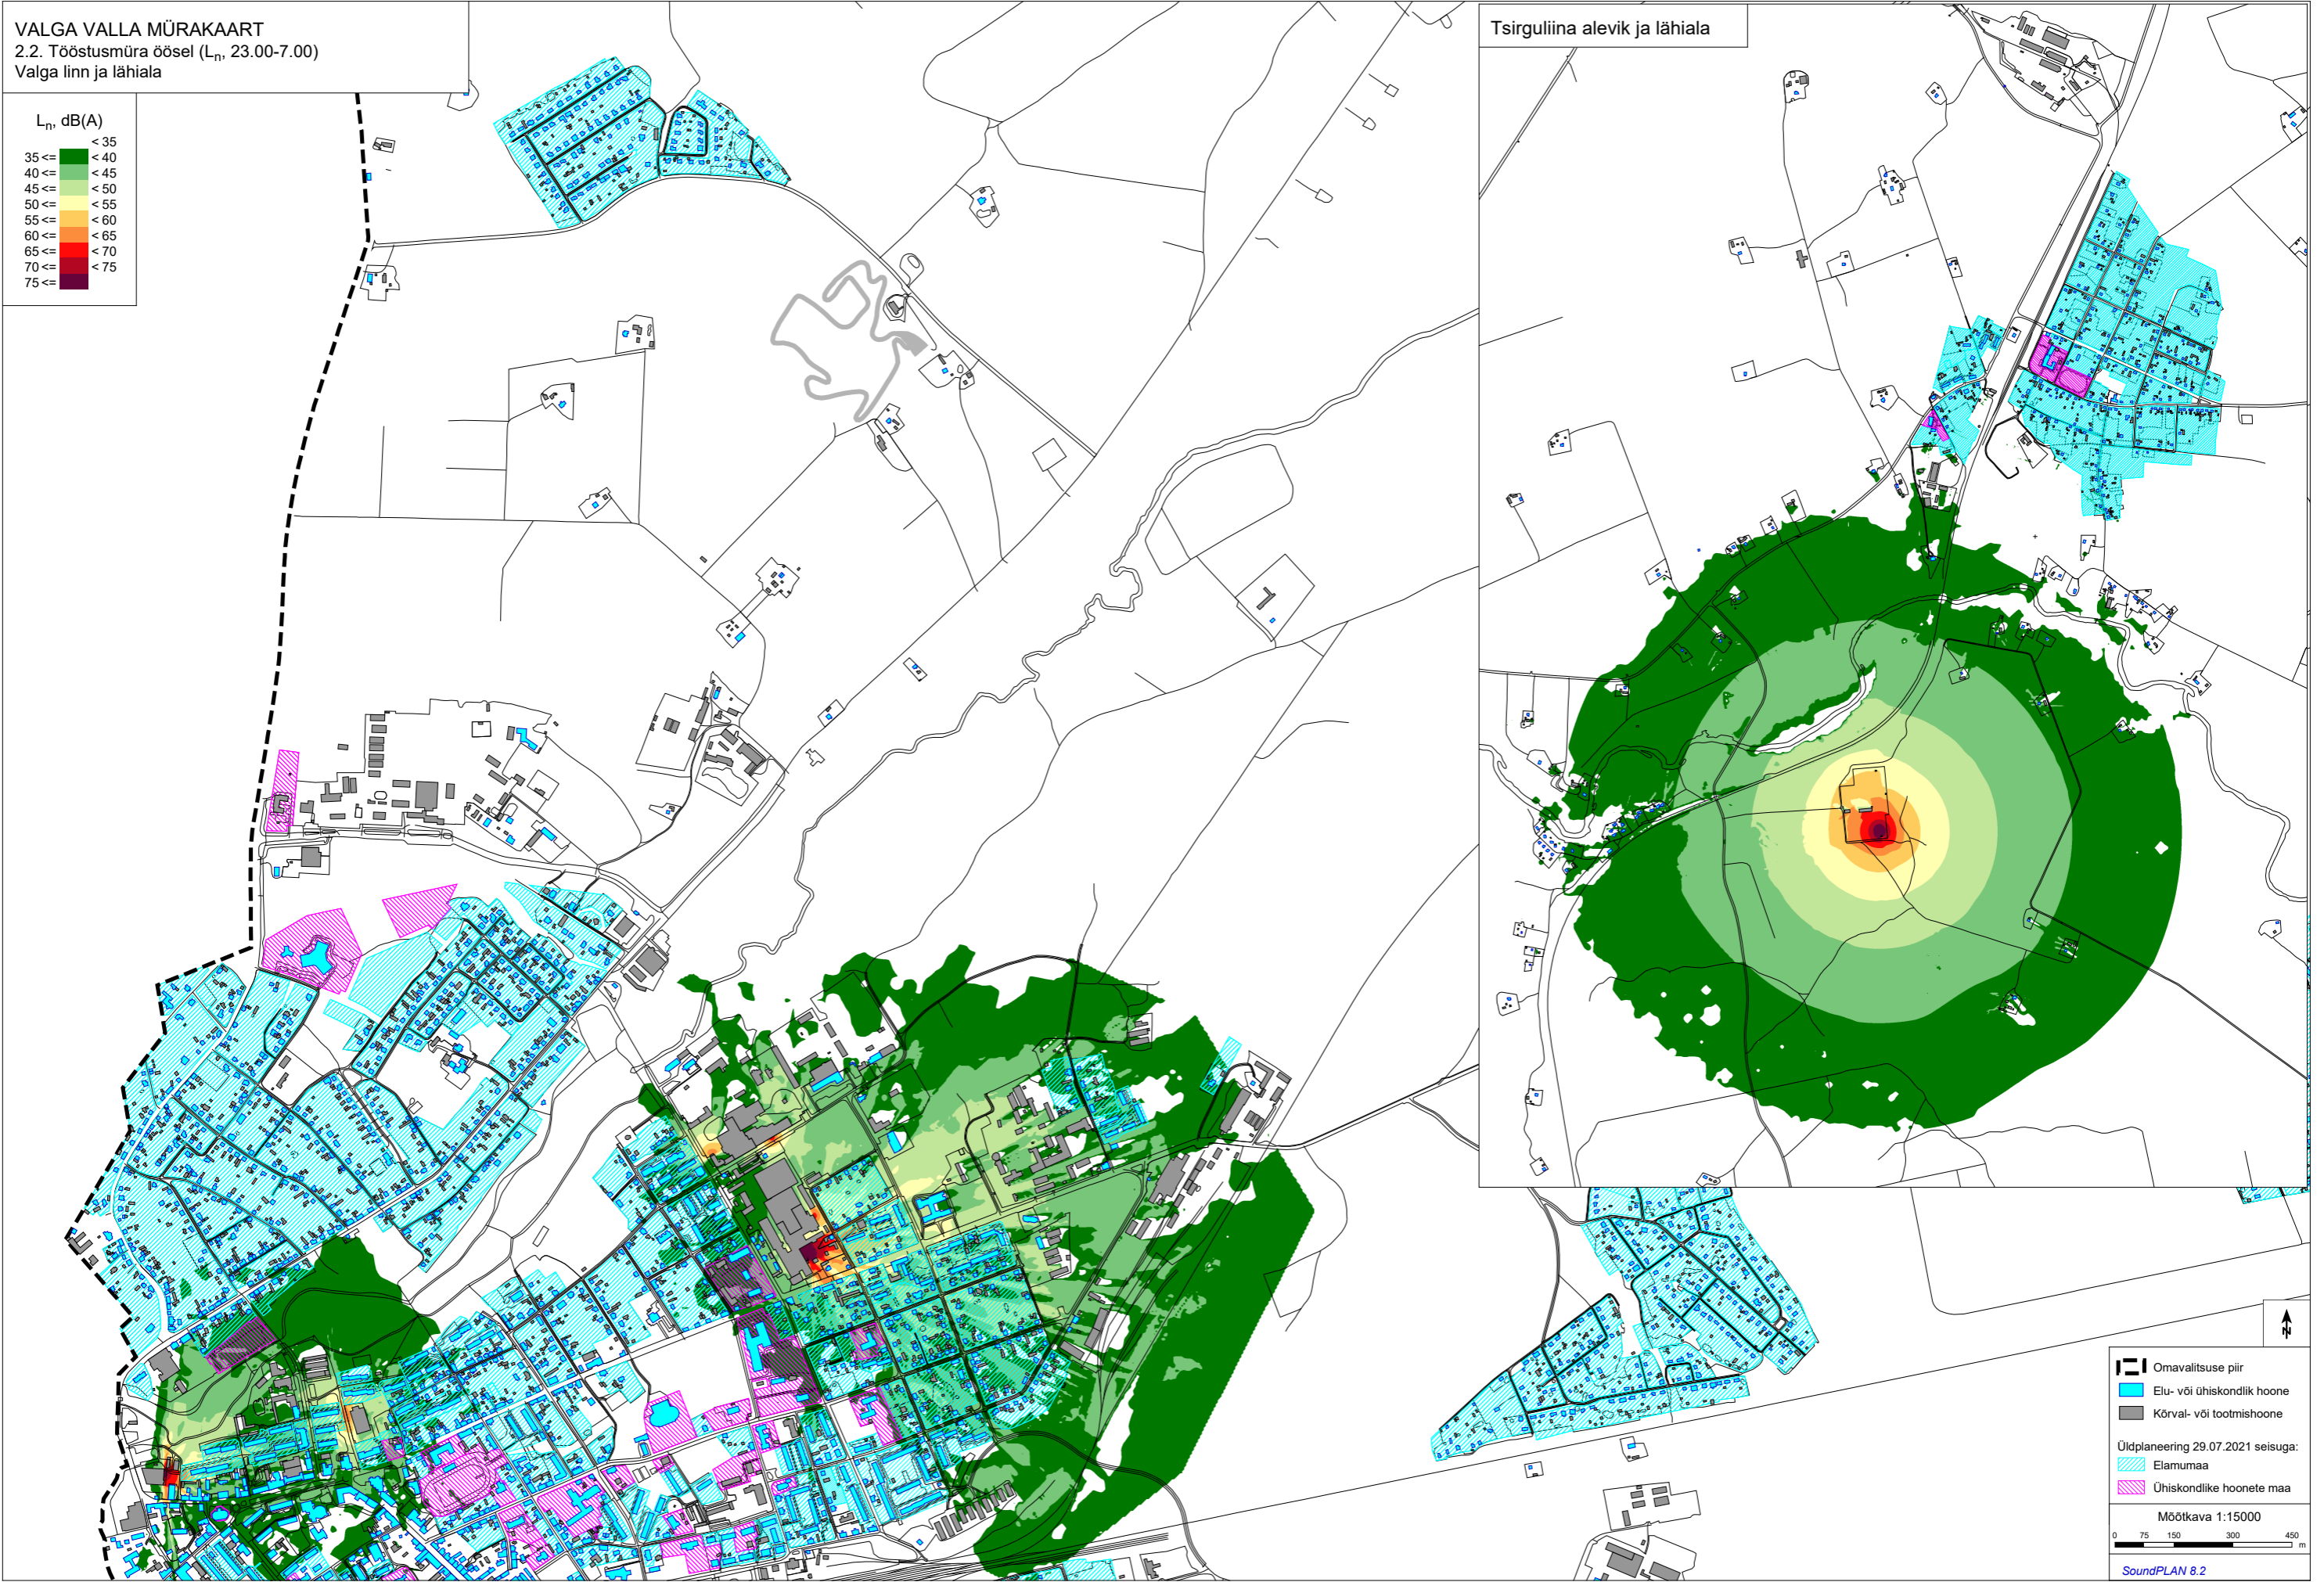 VALGA VALLA MÜRAKAART
2.2. Tööstusmüra öösel (Ln, 23.00-7.00)
Valga linn ja lähiala
Tsirguliina alevik ja lähiala
Ln, dB(A)
< 35
35 <= < 40
40 <= < 45
45 <= < 50
50 <= < 55
55 <= < 60
60 <= < 65
65 <= < 70
70 <= < 75
75 <=
N
Omavalitsuse piir
Elu- või ühiskondlik hoone
Kõrval- või tootmishoone
Üldplaneering 29.07.2021 seisuga:
Elamumaa
Ühiskondlike hoonete maa
Mõõtkava 1:15000
0 75 150 300 450
m
SoundPLAN 8.2